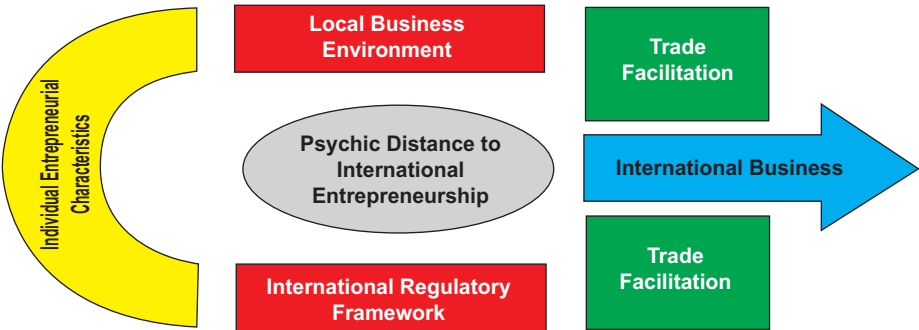 Individual Entrepreneurial
Characteristics
Local Business
Environment
Psychic Distance to
International
Entrepreneurship
International Regulatory
Framework
Trade
Facilitation
International Business
Trade
Facilitation